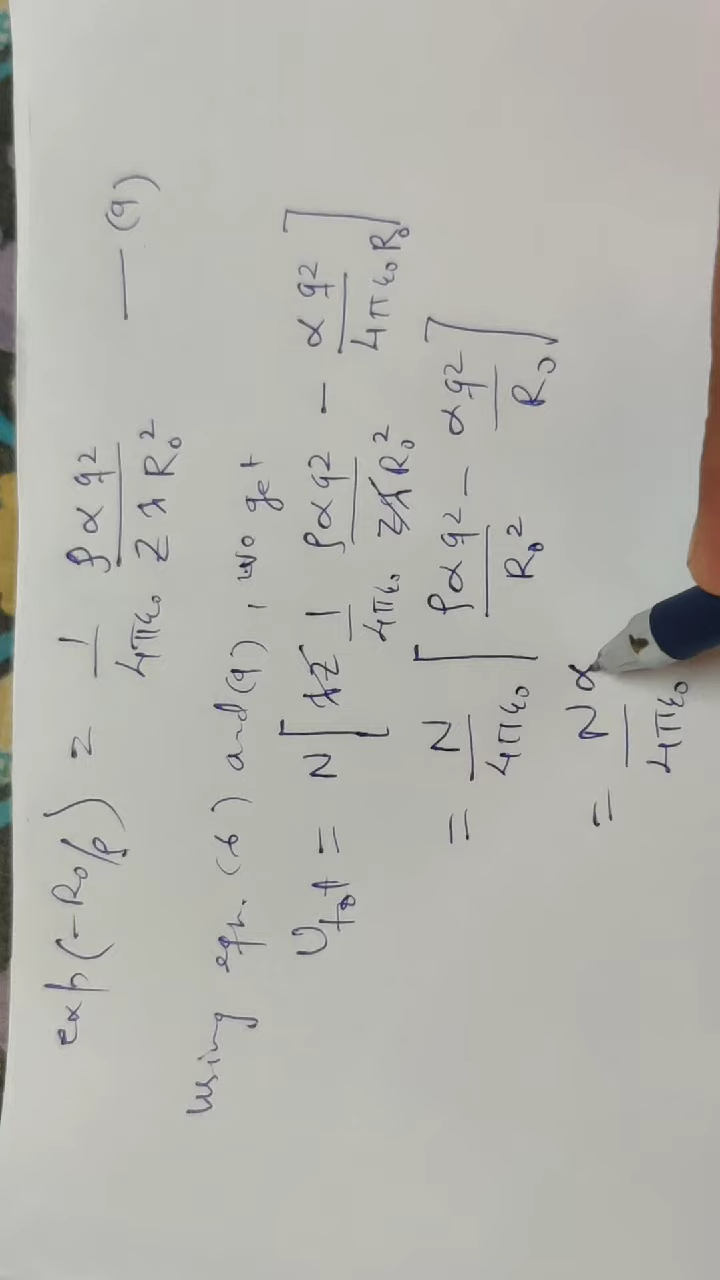 exp(-R₀/ρ) = 1/4πε₀ ραq²/zλR₀² — (9)
Using eqn. (6) and (9), we get
U_tot = N[λz 1/4πε₀ ραq²/zλR₀² - αq²/4πε₀R₀]
= N/4πε₀ [ραq²/R₀² - αq²/R₀]
= Nα/4πε₀